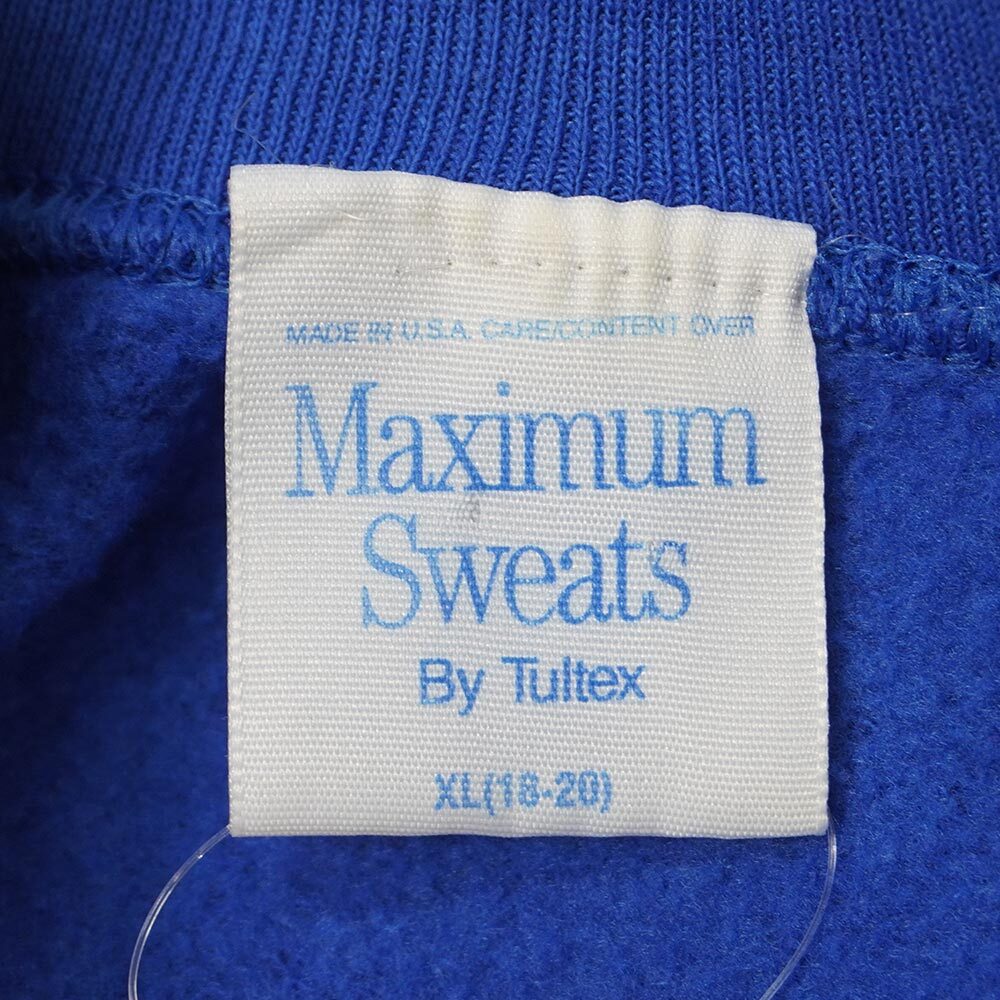 MADE IN U.S.A. CARE/CONTENT OVER
Maximum
Sweats
By Tultex
XL(18-20)